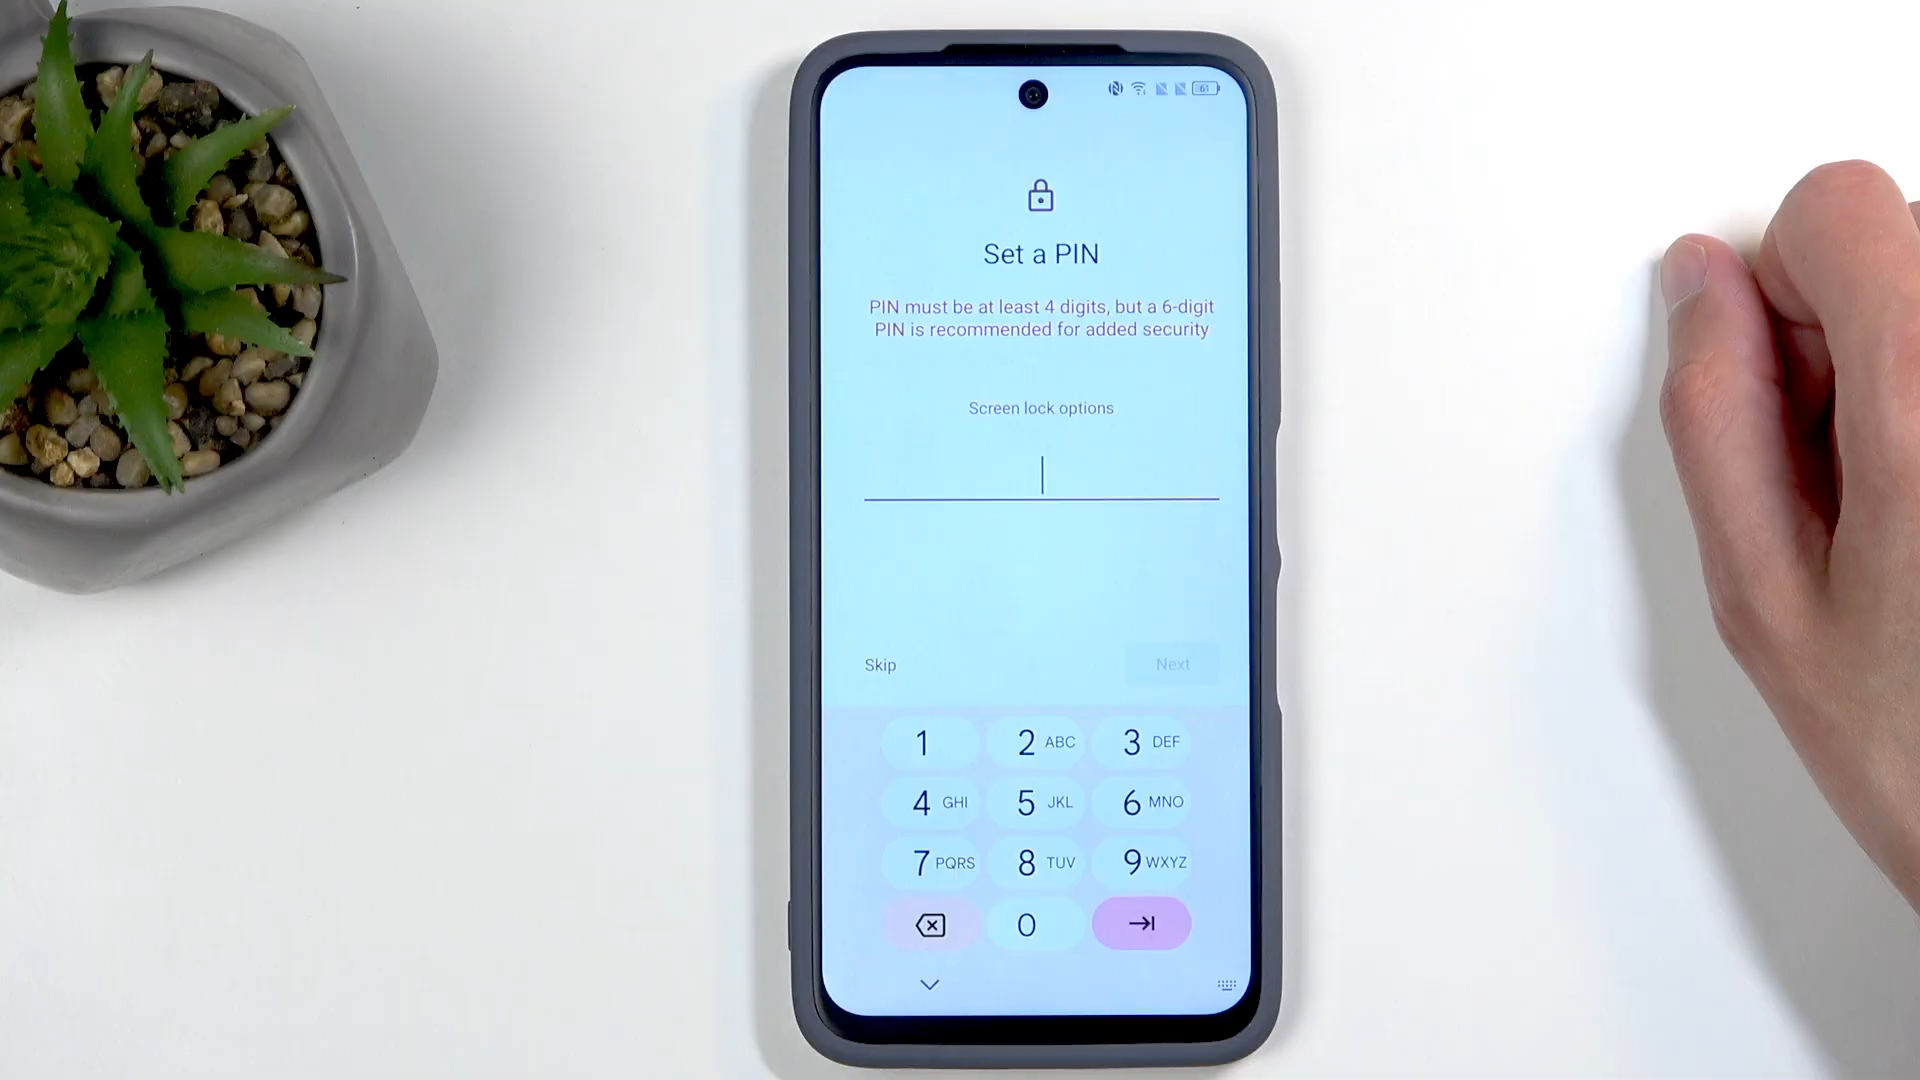 61
Set a PIN
PIN must be at least 4 digits, but a 6-digit
PIN is recommended for added security
Screen lock options
Skip
Next
1
2 ABC
3 DEF
4 GHI
5 JKL
6 MNO
7 PQRS
8 TUV
9 WXYZ
0